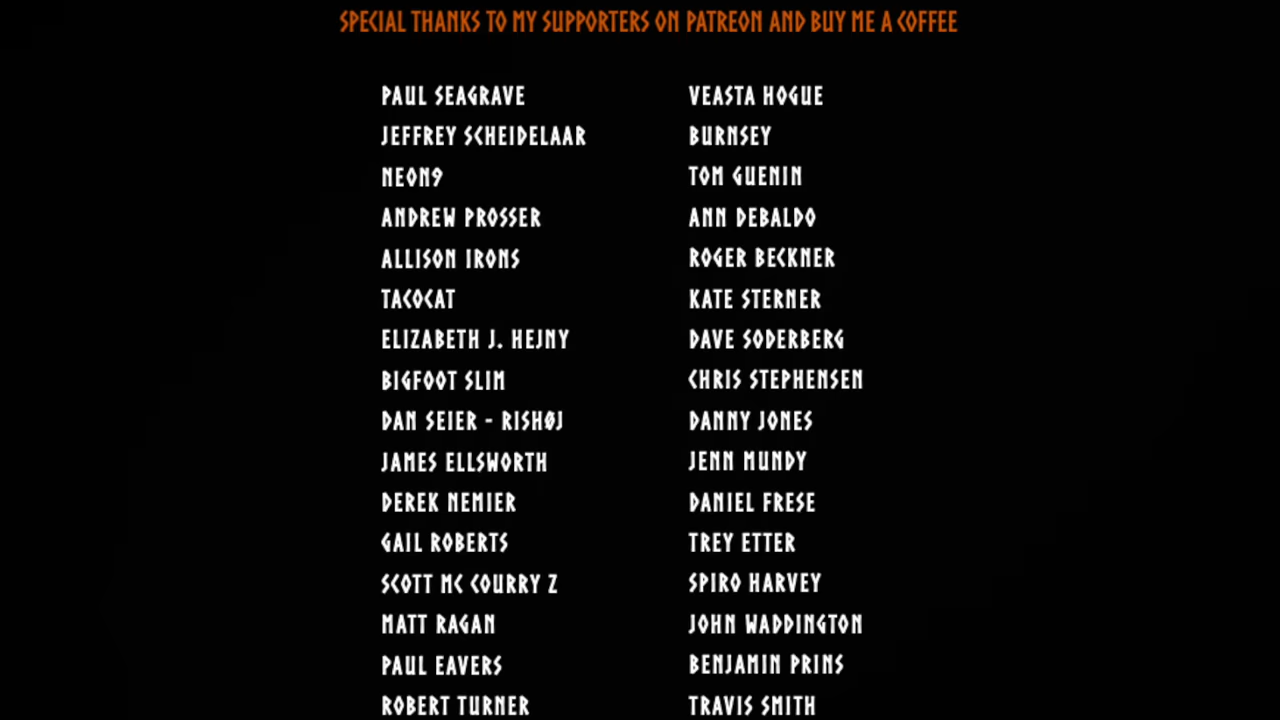 SPECIAL THANKS TO MY SUPPORTERS ON PATREON AND BUY ME A COFFEE
PAUL SEAGRAVE
JEFFREY SCHEIDELAAR
NEON9
ANDREW PROSSER
ALLISON IRONS
TACOCAT
ELIZABETH J. HEJNY
BIGFOOT SLIM
DAN SEIER - RISHØJ
JAMES ELLSWORTH
DEREK NEMIER
GAIL ROBERTS
SCOTT MC COURRY Z
MATT RAGAN
PAUL EAVERS
ROBERT TURNER
VEASTA HOGUE
BURNSEY
TOM GUENIN
ANN DEBALDO
ROGER BECKNER
KATE STERNER
DAVE SODERBERG
CHRIS STEPHENSEN
DANNY JONES
JENN MUNDY
DANIEL FRESE
TREY ETTER
SPIRO HARVEY
JOHN WADDINGTON
BENJAMIN PRINS
TRAVIS SMITH